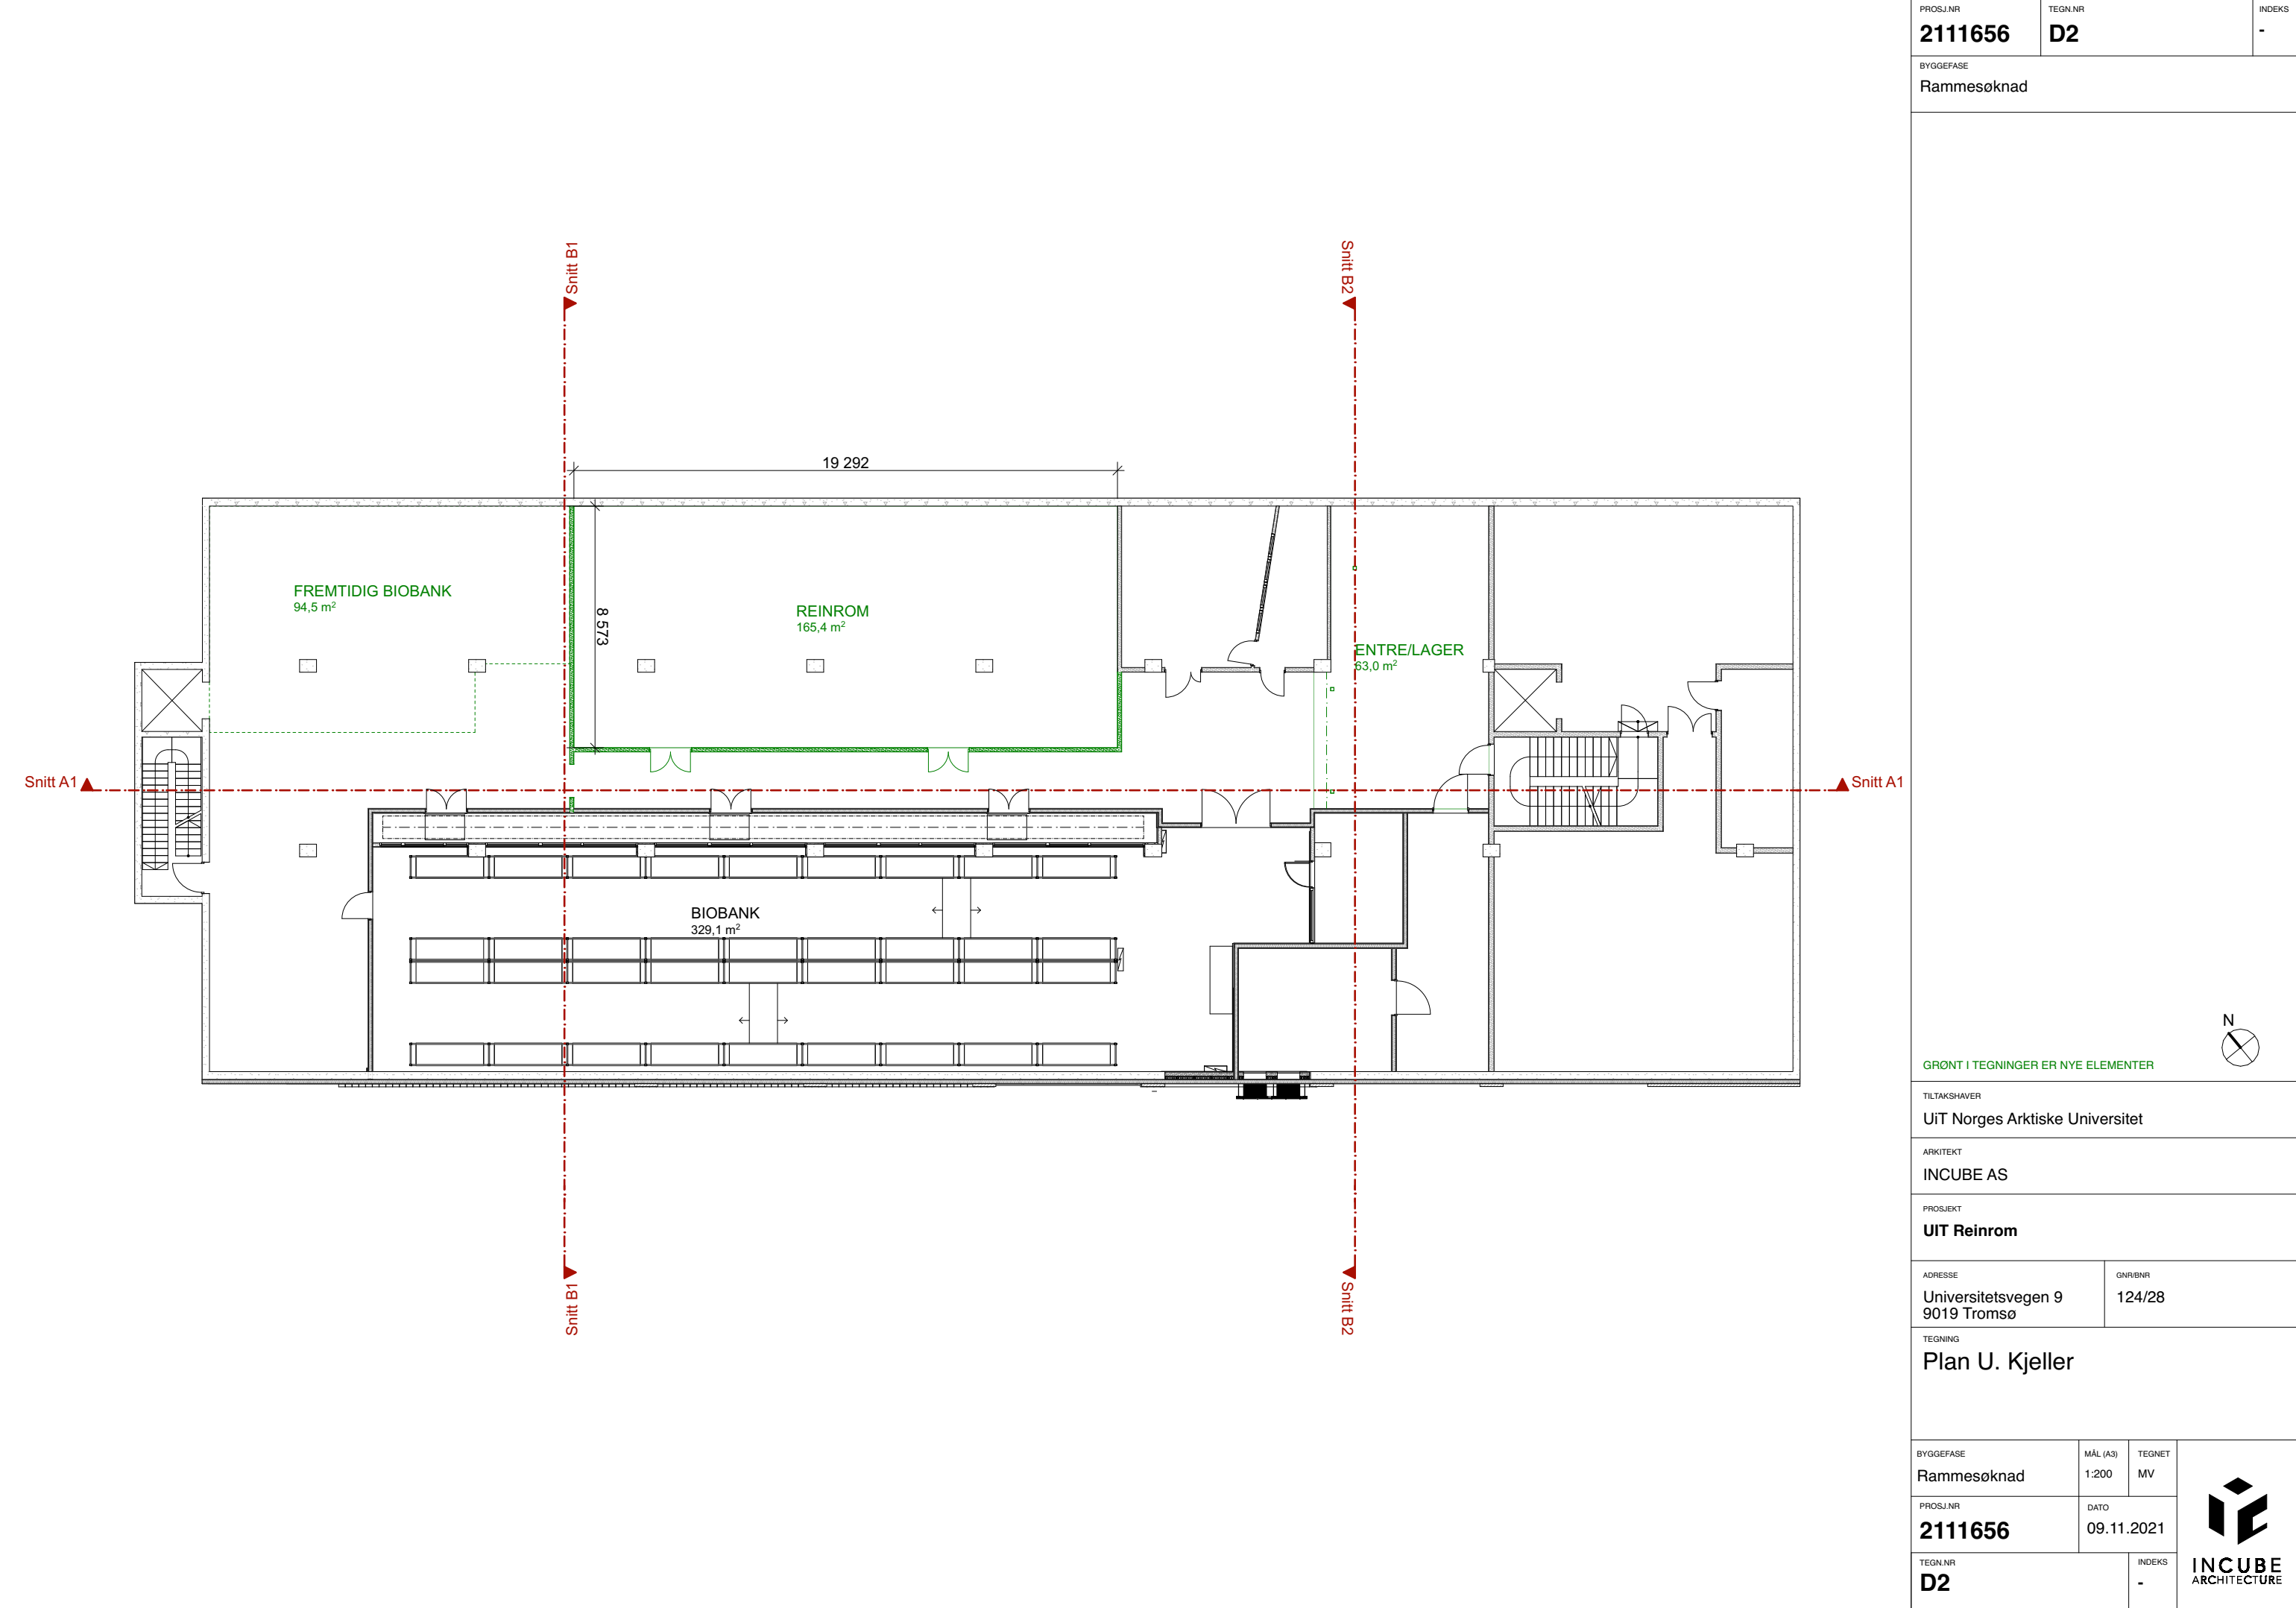 PROSJ.NR
2111656
TEGN.NR
D2
INDEKS
-
BYGGEFASE
Rammesøknad
Snitt B1
Snitt B2
19 292
8 573
FREMTIDIG BIOBANK
94,5 m²
REINROM
165,4 m²
ENTRE/LAGER
63,0 m²
Snitt A1
Snitt A1
BIOBANK
329,1 m²
Snitt B1
Snitt B2
N
GRØNT I TEGNINGER ER NYE ELEMENTER
TILTAKSHAVER
UiT Norges Arktiske Universitet
ARKITEKT
INCUBE AS
PROSJEKT
UIT Reinrom
ADRESSE
Universitetsvegen 9
9019 Tromsø
GNR/BNR
124/28
TEGNING
Plan U. Kjeller
BYGGEFASE
Rammesøknad
MÅL (A3)
1:200
TEGNET
MV
PROSJ.NR
2111656
DATO
09.11.2021
TEGN.NR
D2
INDEKS
-
INCUBE
ARCHITECTURE